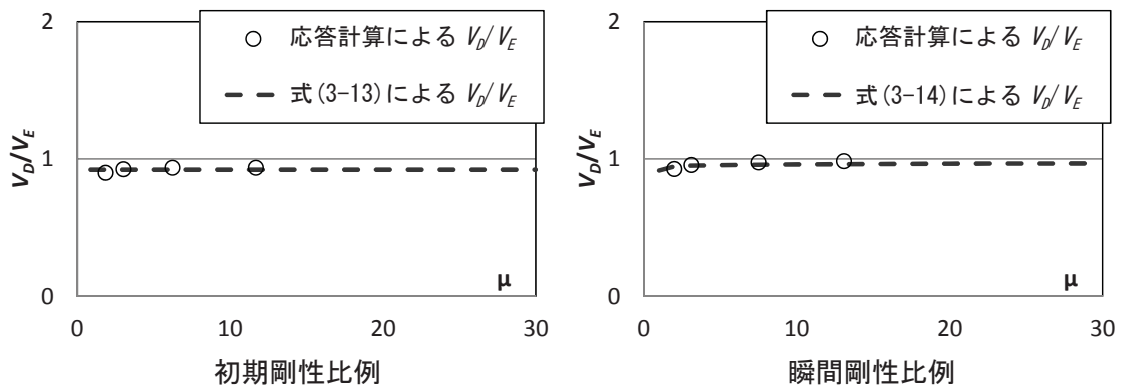 2
応答計算による V_D/V_E
式(3-13)による V_D/V_E
V_D/V_E
1
μ
0
0 10 20 30
初期剛性比例
2
応答計算による V_D/V_E
式(3-14)による V_D/V_E
V_D/V_E
1
μ
0
0 10 20 30
瞬間剛性比例